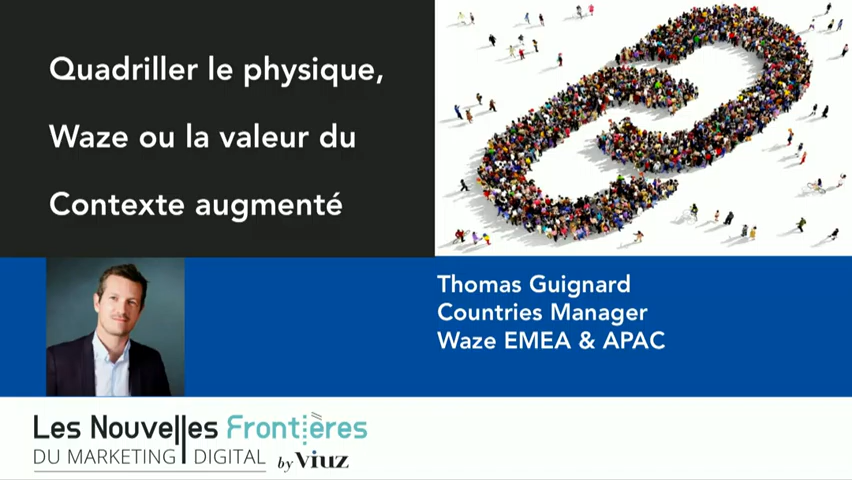 Quadriller le physique,
Waze ou la valeur du
Contexte augmenté
Thomas Guignard
Countries Manager
Waze EMEA & APAC
Les Nouvelles Frontières
DU MARKETING DIGITAL by Viuz